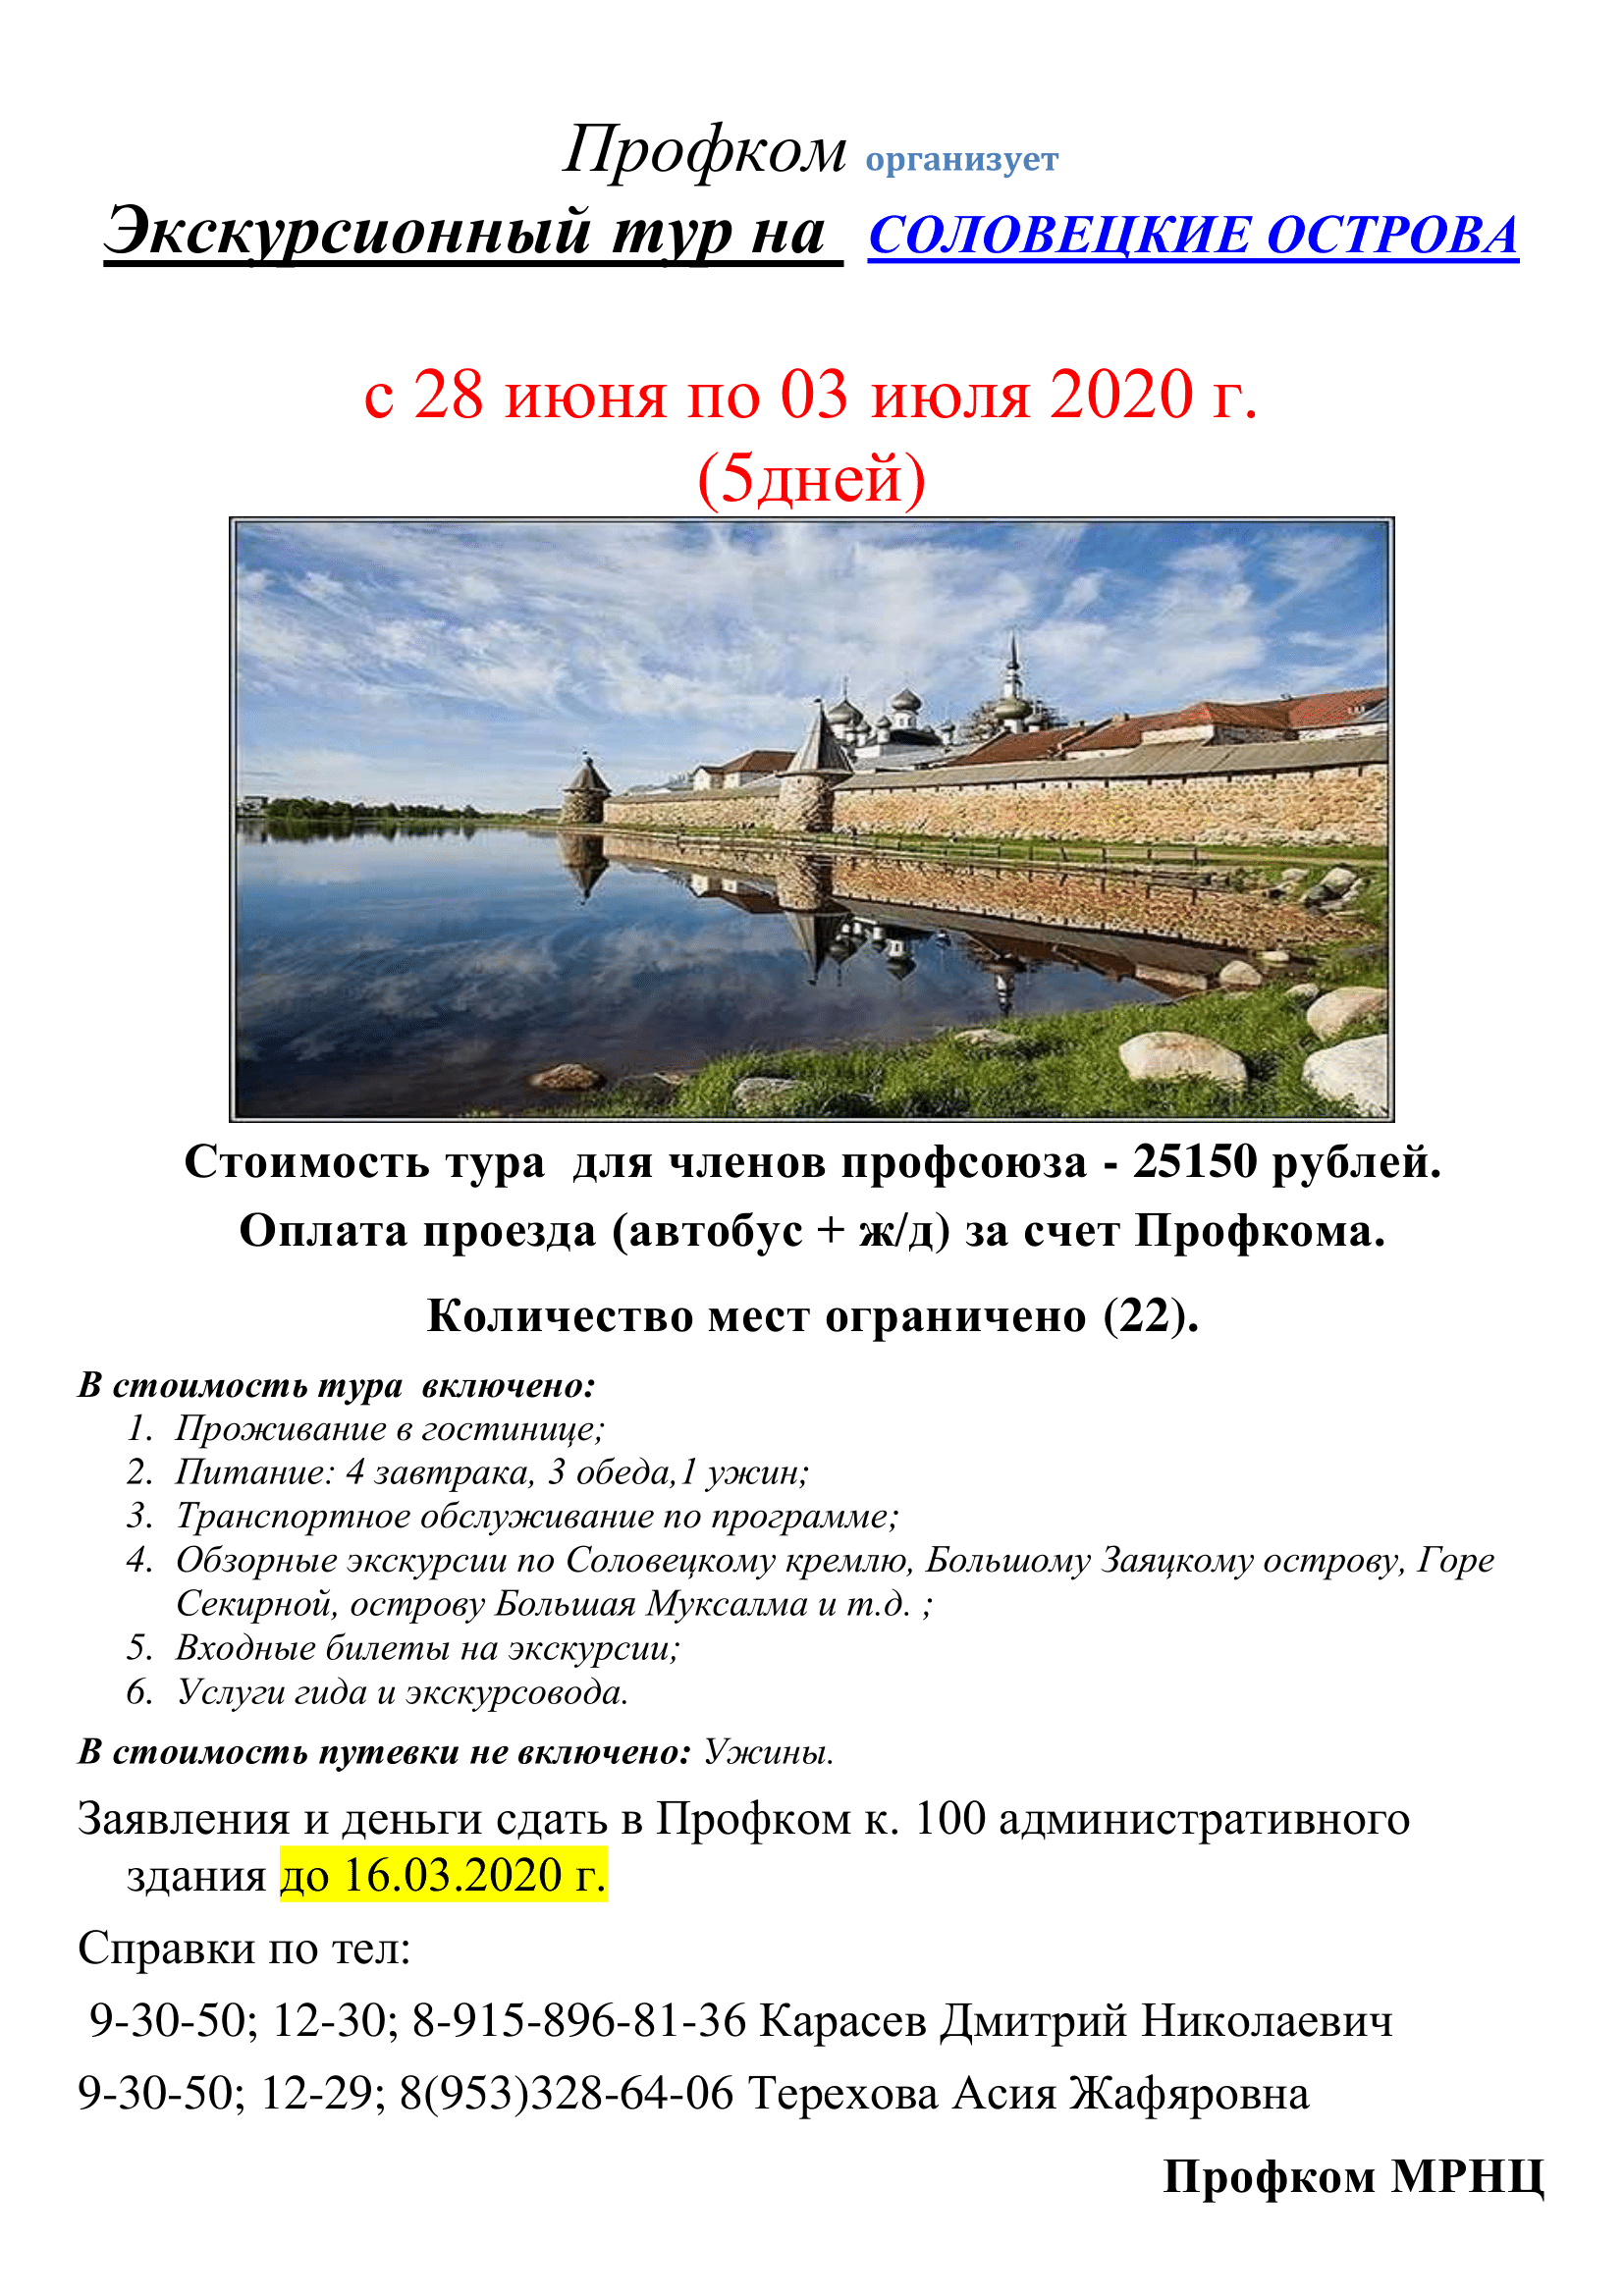 Профком организует
Экскурсионный тур на СОЛОВЕЦКИЕ ОСТРОВА
с 28 июня по 03 июля 2020 г.
(5дней)
Стоимость тура для членов профсоюза - 25150 рублей.
Оплата проезда (автобус + ж/д) за счет Профкома.
Количество мест ограничено (22).
В стоимость тура включено:
1. Проживание в гостинице;
2. Питание: 4 завтрака, 3 обеда,1 ужин;
3. Транспортное обслуживание по программе;
4. Обзорные экскурсии по Соловецкому кремлю, Большому Заяцкому острову, Горе
Секирной, острову Большая Муксалма и т.д. ;
5. Входные билеты на экскурсии;
6. Услуги гида и экскурсовода.
В стоимость путевки не включено: Ужины.
Заявления и деньги сдать в Профком к. 100 административного
здания до 16.03.2020 г.
Справки по тел:
9-30-50; 12-30; 8-915-896-81-36 Карасев Дмитрий Николаевич
9-30-50; 12-29; 8(953)328-64-06 Терехова Асия Жафяровна
Профком МРНЦ